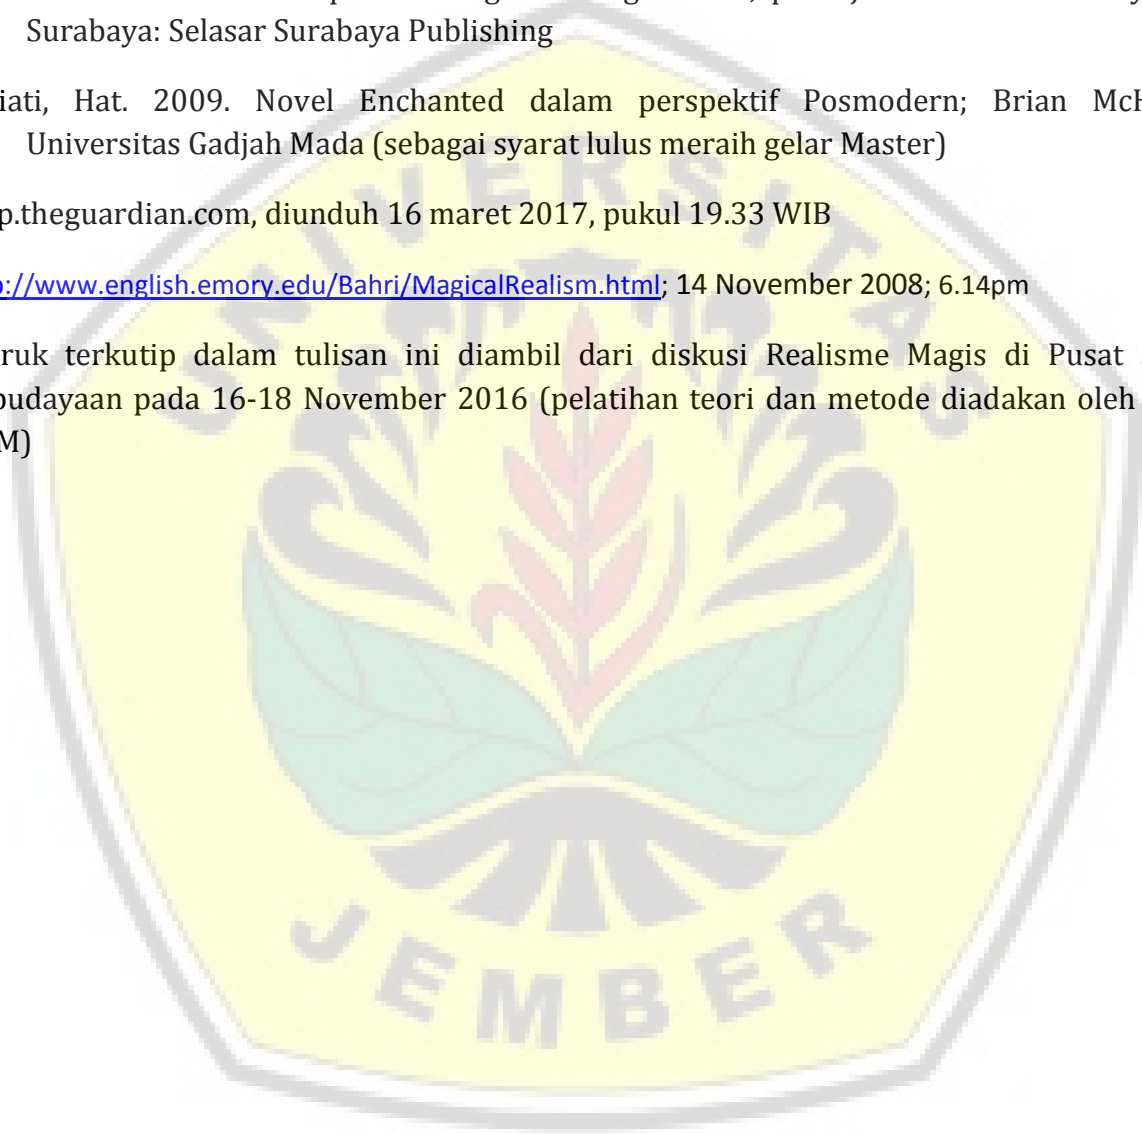 Surabaya: Selasar Surabaya Publishing
iati, Hat. 2009. Novel Enchanted dalam perspektif Posmodern; Brian McH
Universitas Gadjah Mada (sebagai syarat lulus meraih gelar Master)
p.theguardian.com, diunduh 16 maret 2017, pukul 19.33 WIB
p://www.english.emory.edu/Bahri/MagicalRealism.html; 14 November 2008; 6.14pm
ruk terkutip dalam tulisan ini diambil dari diskusi Realisme Magis di Pusat
budayaan pada 16-18 November 2016 (pelatihan teori dan metode diadakan oleh
M)
UNIVERSITAS
JEMBER